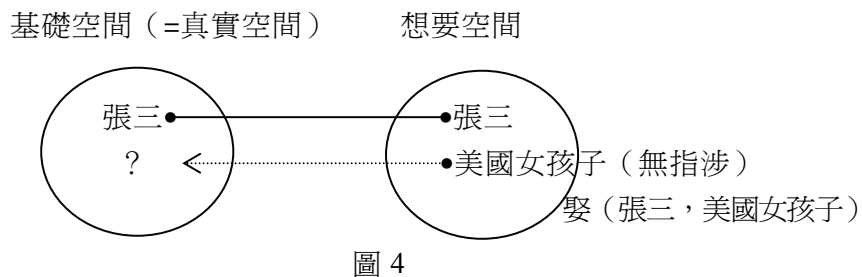 基礎空間（=真實空間） 想要空間
張三 張三
? 美國女孩子（無指涉）
娶（張三，美國女孩子）
圖 4